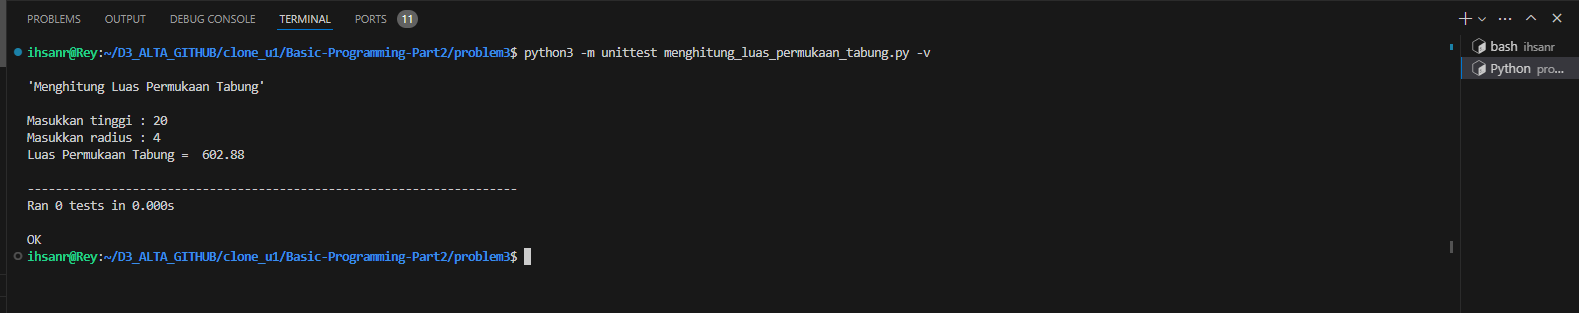 PROBLEMS OUTPUT DEBUG CONSOLE TERMINAL PORTS 11
ihsanr@Rey:~/D3_ALTA_GITHUB/clone_u1/Basic-Programming-Part2/problem3$ python3 -m unittest menghitung_luas_permukaan_tabung.py -v
'Menghitung Luas Permukaan Tabung'
Masukkan tinggi : 20
Masukkan radius : 4
Luas Permukaan Tabung =  602.88
----------------------------------------------------------------------
Ran 0 tests in 0.000s
OK
ihsanr@Rey:~/D3_ALTA_GITHUB/clone_u1/Basic-Programming-Part2/problem3$
bash ihsanr
Python pro...